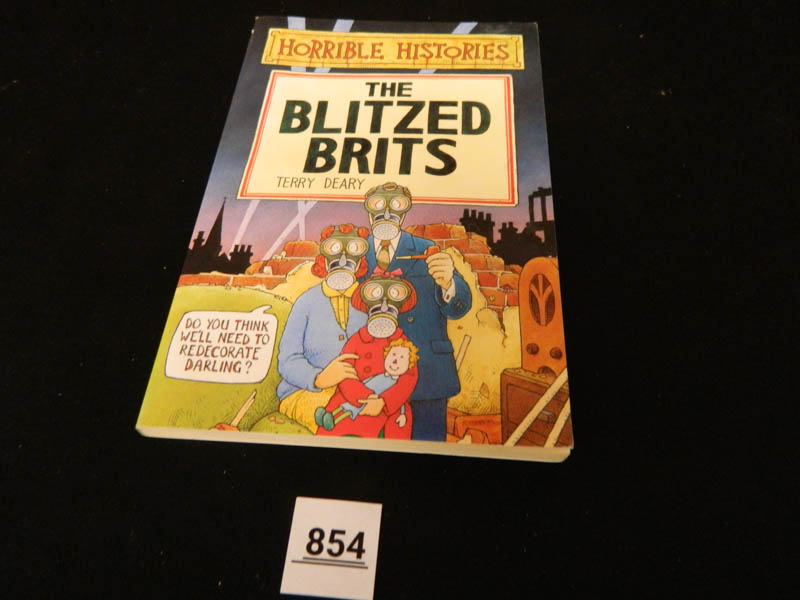 HORRIBLE HISTORIES
THE
BLITZED
BRITS
TERRY DEARY
DO YOU THINK
WE'LL NEED TO
REDECORATE
DARLING?
854